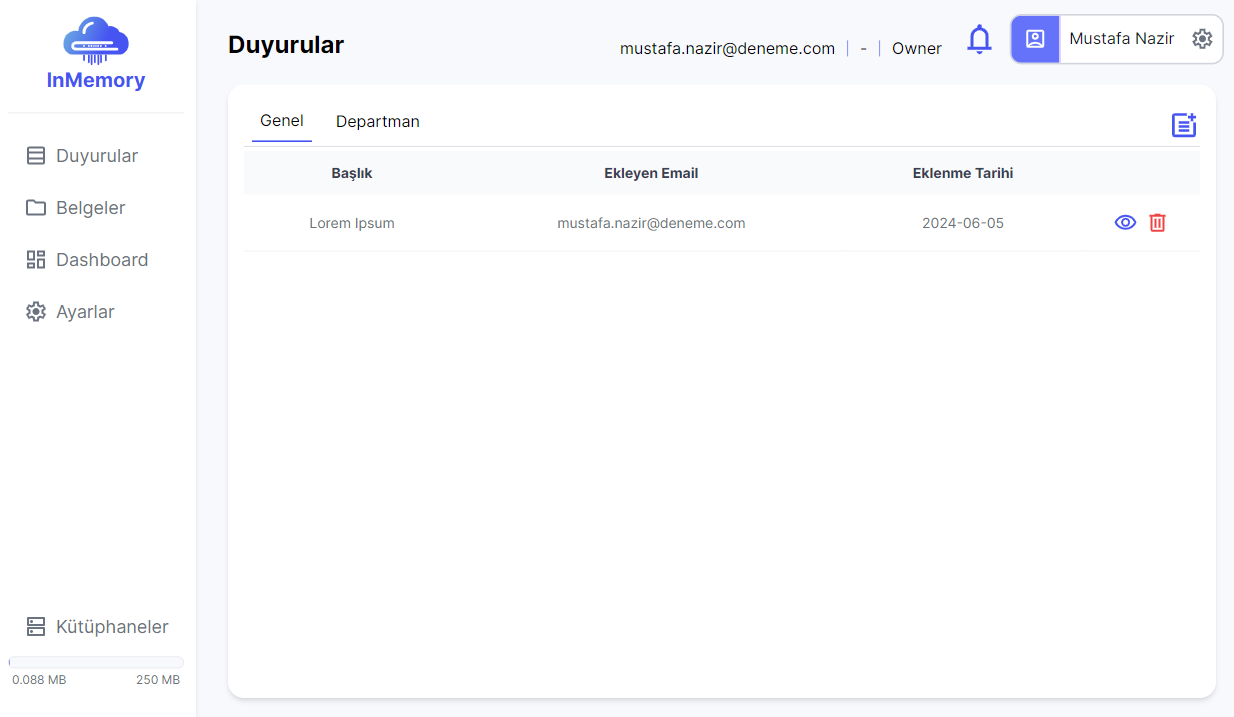 InMemory
Duyurular
Belgeler
Dashboard
Ayarlar
Kütüphaneler
0.088 MB 250 MB
Duyurular
mustafa.nazir@deneme.com | - | Owner
Mustafa Nazir
Genel Departman
Başlık Ekleyen Email Eklenme Tarihi
Lorem Ipsum mustafa.nazir@deneme.com 2024-06-05